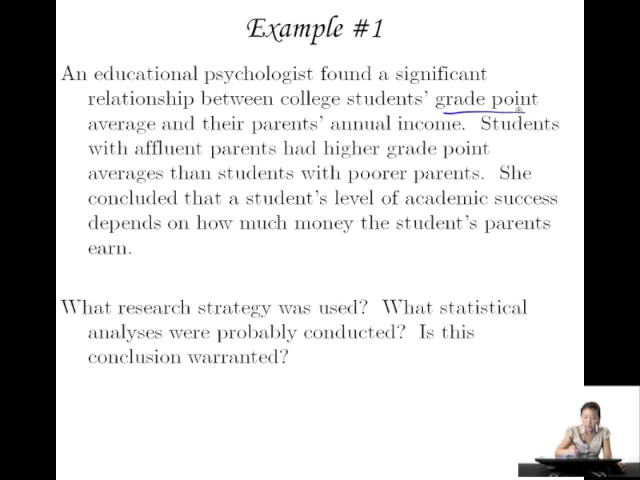 Example #1
An educational psychologist found a significant
relationship between college students' grade point
average and their parents' annual income. Students
with affluent parents had higher grade point
averages than students with poorer parents. She
concluded that a student's level of academic success
depends on how much money the student's parents
earn.
What research strategy was used? What statistical
analyses were probably conducted? Is this
conclusion warranted?